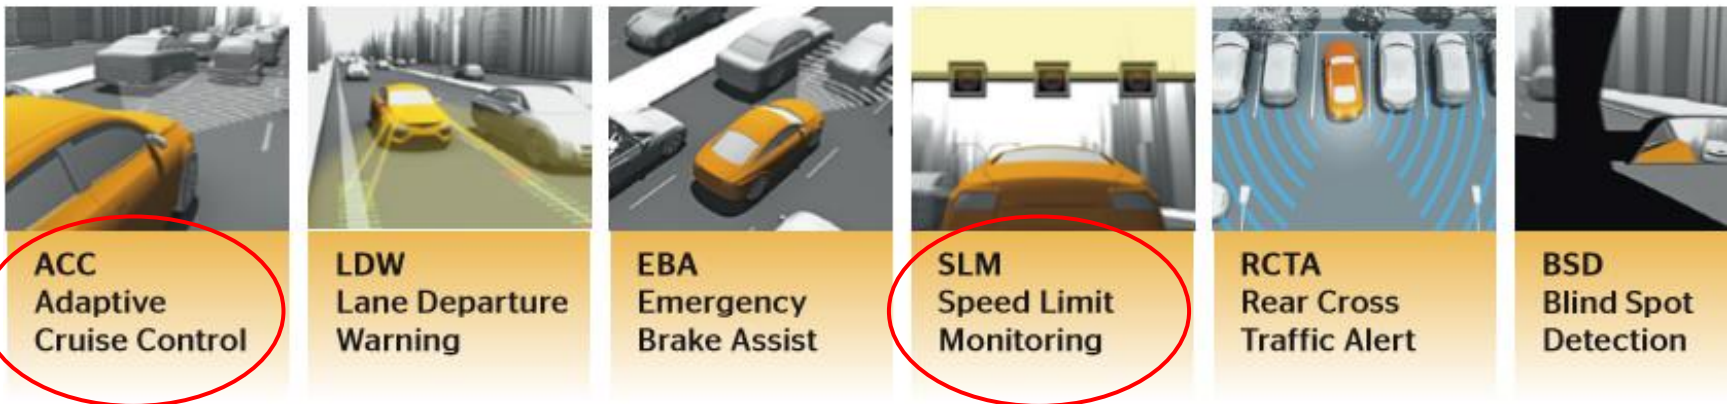 ACC
Adaptive
Cruise Control
LDW
Lane Departure
Warning
EBA
Emergency
Brake Assist
SLM
Speed Limit
Monitoring
RCTA
Rear Cross
Traffic Alert
BSD
Blind Spot
Detection